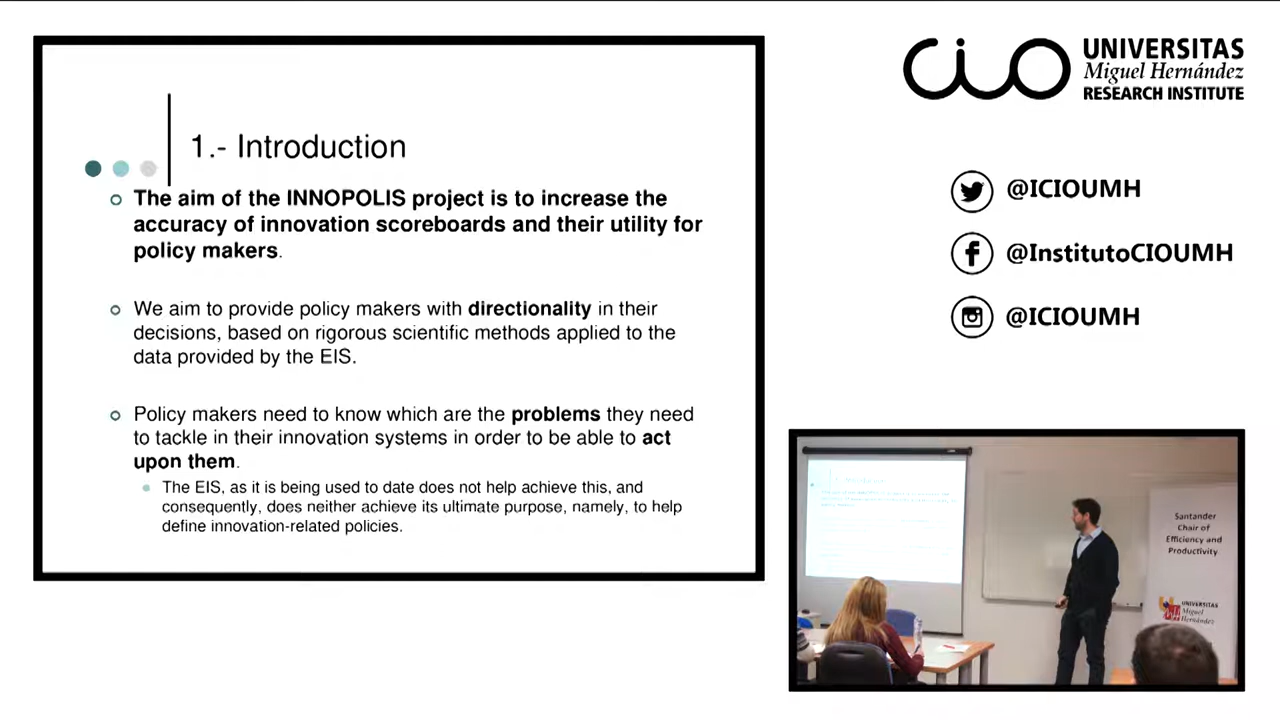 1.- Introduction
The aim of the INNOPOLIS project is to increase the
accuracy of innovation scoreboards and their utility for
policy makers.
We aim to provide policy makers with directionality in their
decisions, based on rigorous scientific methods applied to the
data provided by the EIS.
Policy makers need to know which are the problems they need
to tackle in their innovation systems in order to be able to act
upon them.
The EIS, as it is being used to date does not help achieve this, and
consequently, does neither achieve its ultimate purpose, namely, to help
define innovation-related policies.
cio
UNIVERSITAS
Miguel Hernández
RESEARCH INSTITUTE
@ICIOUMH
@InstitutoCIOUMH
@ICIOUMH
Santander
Chair of
Efficiency and
Productivity
UNIVERSITAS
Miguel
Hernández